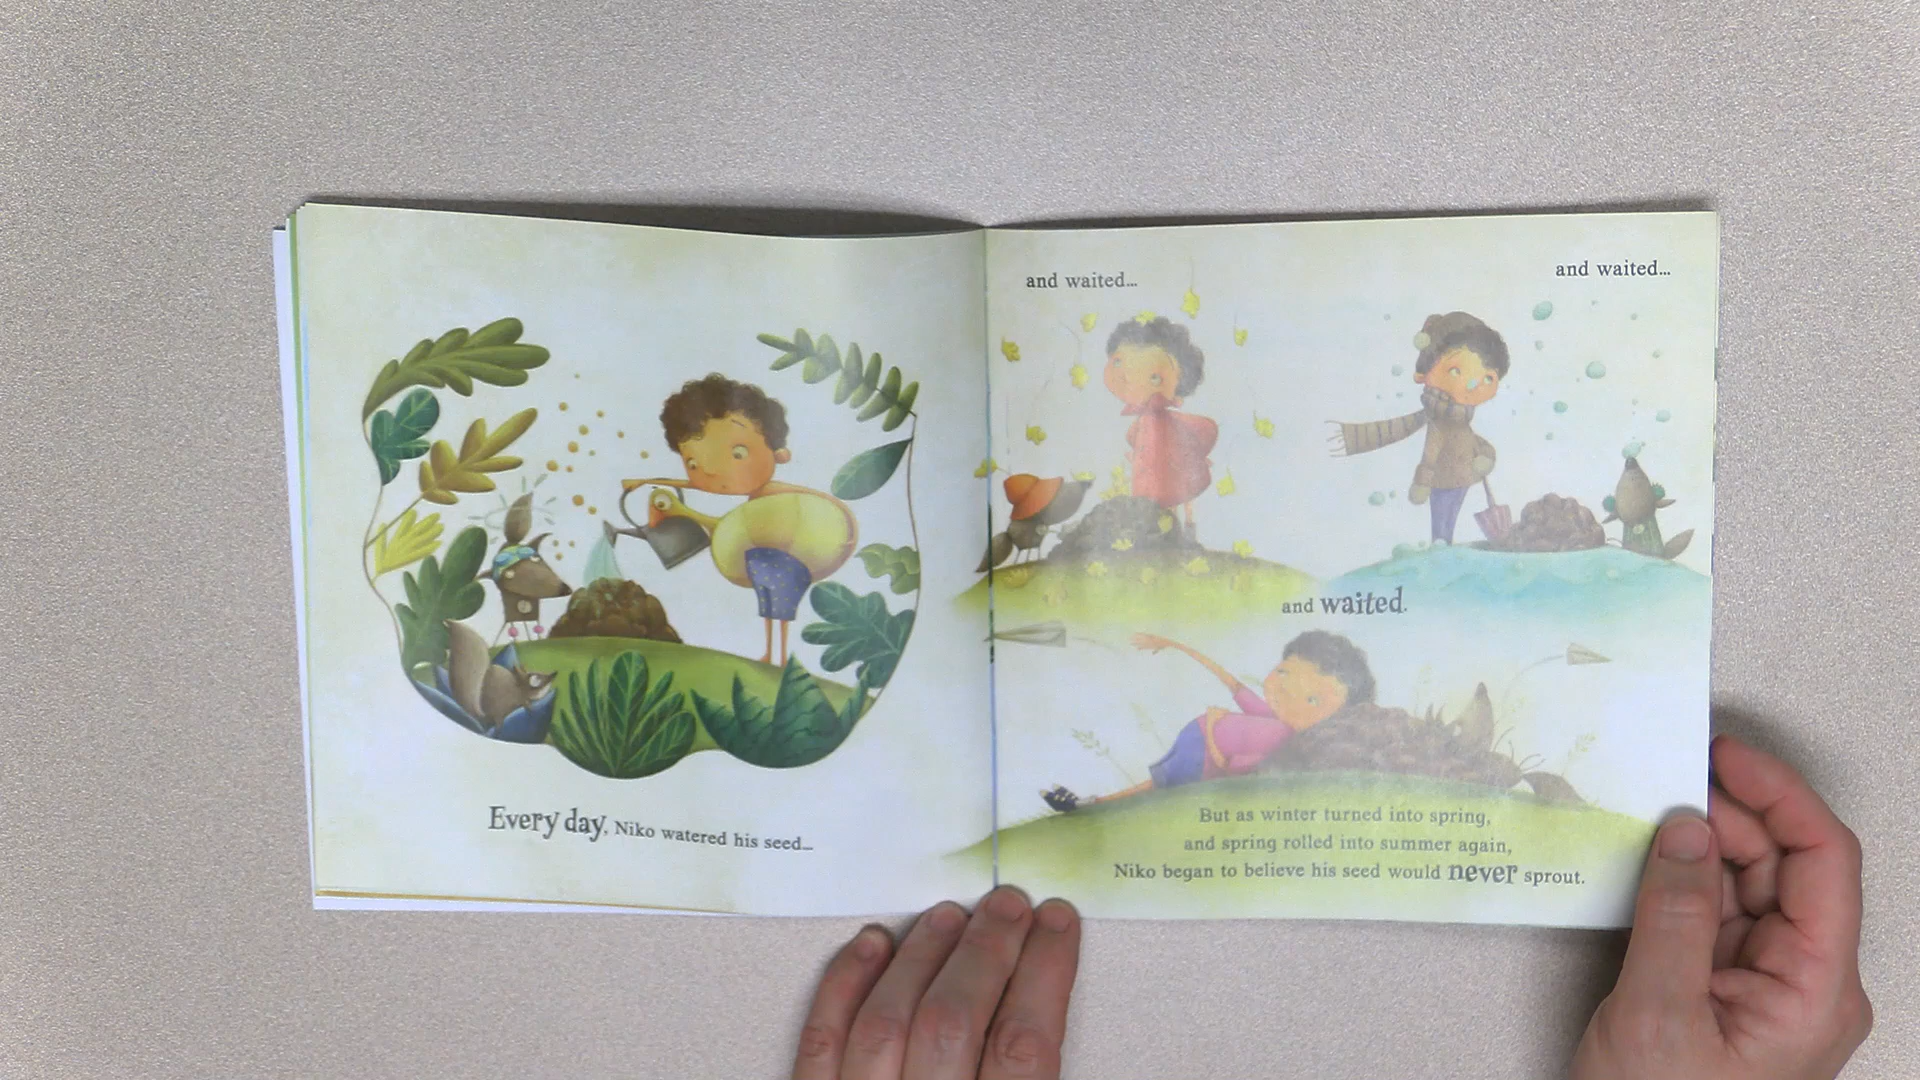 Every day, Niko watered his seed...
and waited...
and waited...
and waited.
But as winter turned into spring,
and spring rolled into summer again,
Niko began to believe his seed would never sprout.